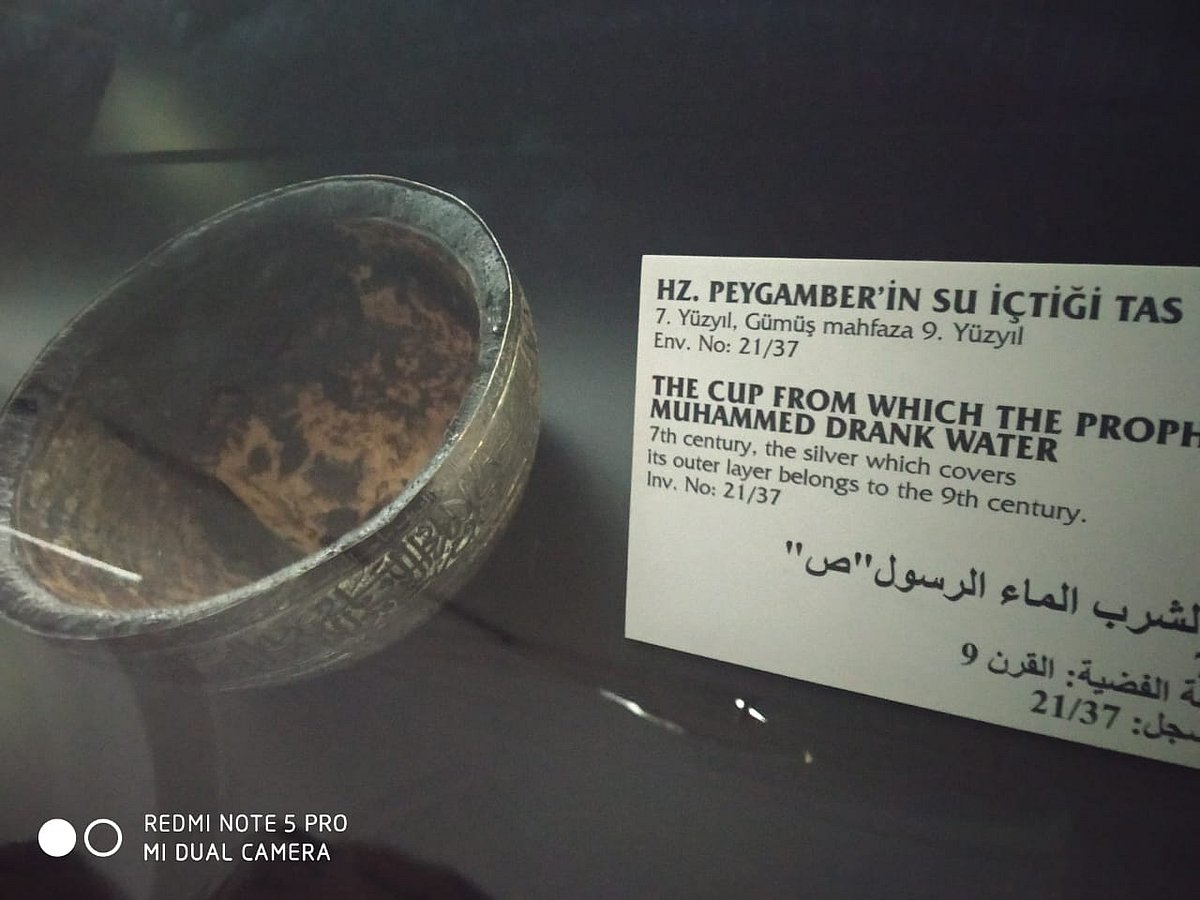 HZ. PEYGAMBER'İN SU İÇTİĞİ TAS
7. Yüzyıl, Gümüş mahfaza 9. Yüzyıl
Env. No: 21/37
THE CUP FROM WHICH THE PROPH
MUHAMMED DRANK WATER
7th century, the silver which covers
its outer layer belongs to the 9th century.
Inv. No: 21/37
لشرب الماء الرسول"ص"
الفضية: القرن 9
سجل: 21/37
REDMI NOTE 5 PRO
MI DUAL CAMERA